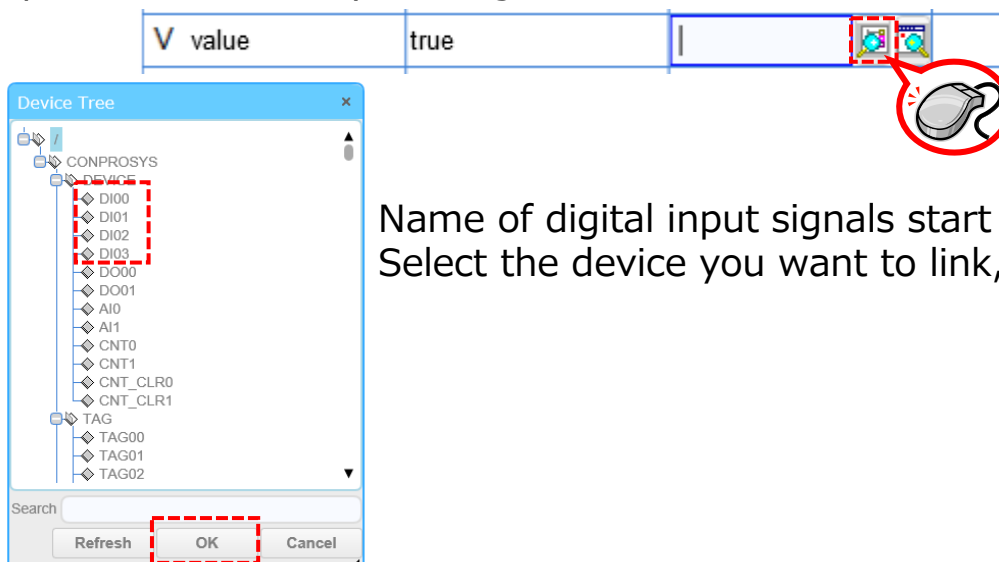 V value true
Device Tree ×
/
CONPROSYS
DEVICE
DI00
DI01
DI02
DI03
DO00
DO01
AI0
AI1
CNT0
CNT1
CNT_CLR0
CNT_CLR1
TAG
TAG00
TAG01
TAG02
Search
Refresh OK Cancel
Name of digital input signals start
Select the device you want to link,